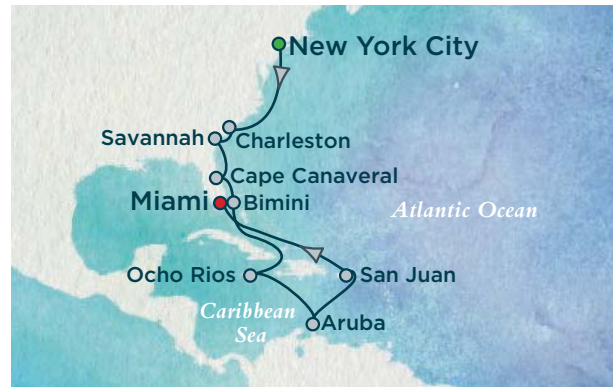 New York City
Savannah
Charleston
Cape Canaveral
Miami
Bimini
Atlantic Ocean
Ocho Rios
San Juan
Caribbean
Sea
Aruba